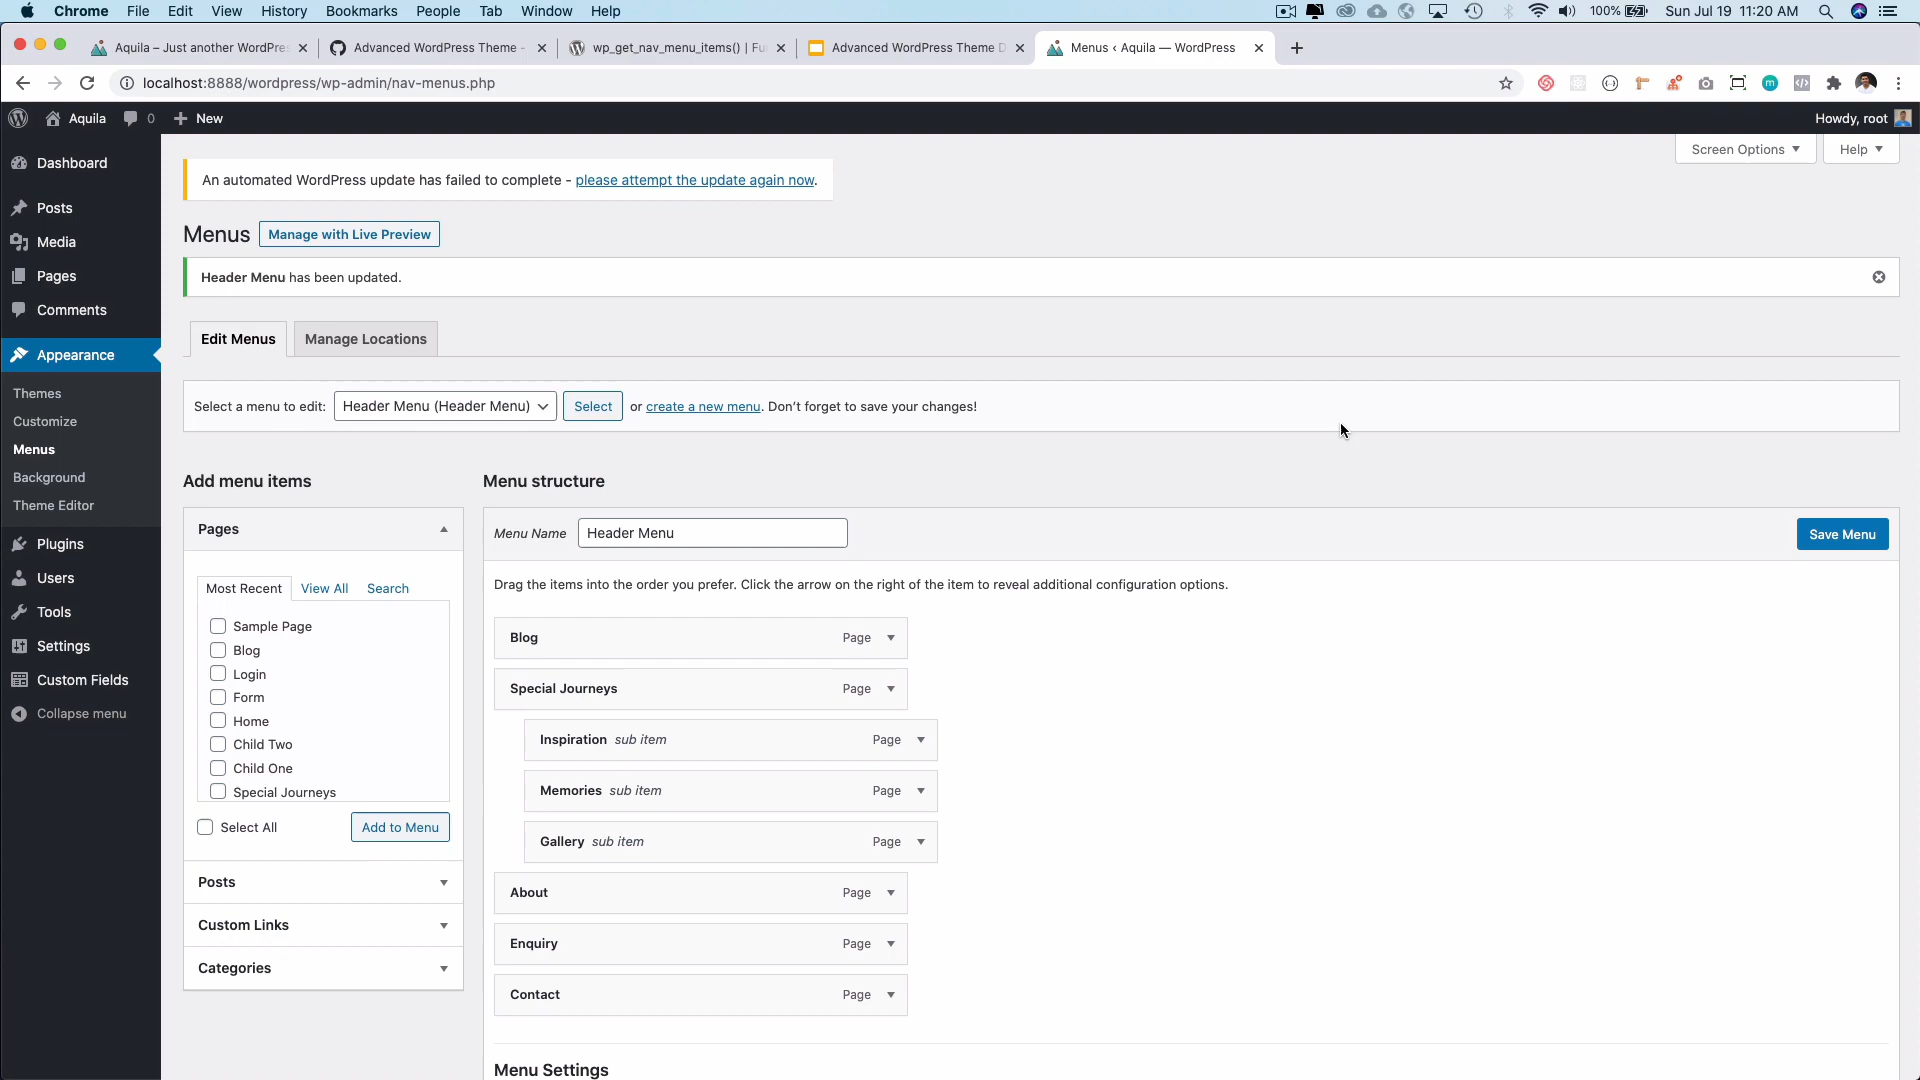 Chrome File Edit View History Bookmarks People Tab Window Help 100% Sun Jul 19 11:20 AM
Aquila – Just another WordPres
Advanced WordPress Theme -
wp_get_nav_menu_items() | Fu
Advanced WordPress Theme D
Menus ‹ Aquila — WordPress
localhost:8888/wordpress/wp-admin/nav-menus.php
Aquila 0 New Howdy, root
Screen Options Help
Dashboard
Posts
Media
Pages
Comments
Appearance
Themes
Customize
Menus
Background
Theme Editor
Plugins
Users
Tools
Settings
Custom Fields
Collapse menu
An automated WordPress update has failed to complete - please attempt the update again now.
Menus Manage with Live Preview
Header Menu has been updated.
Edit Menus Manage Locations
Select a menu to edit: Header Menu (Header Menu) Select or create a new menu. Don’t forget to save your changes!
Add menu items
Pages
Most Recent View All Search
Sample Page
Blog
Login
Form
Home
Child Two
Child One
Special Journeys
Select All Add to Menu
Posts
Custom Links
Categories
Menu structure
Menu Name Header Menu Save Menu
Drag the items into the order you prefer. Click the arrow on the right of the item to reveal additional configuration options.
Blog Page
Special Journeys Page
Inspiration sub item Page
Memories sub item Page
Gallery sub item Page
About Page
Enquiry Page
Contact Page
Menu Settings